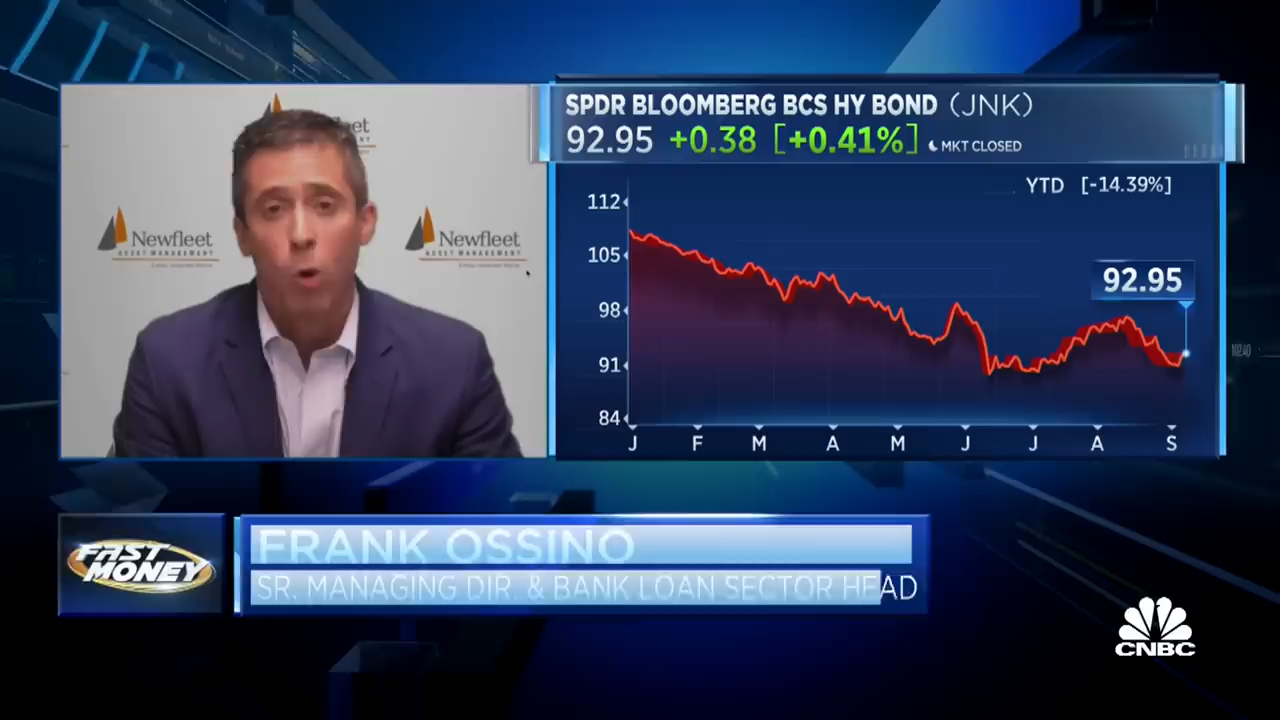 SPDR BLOOMBERG BCS HY BOND (JNK)
92.95 +0.38 [+0.41%] MKT CLOSED
YTD [-14.39%]
112
105
98
91
84
92.95
J F M A M J J A S
Newfleet
ASSET MANAGEMENT
Newfleet
ASSET MANAGEMENT
FAST
MONEY
FRANK OSSINO
SR. MANAGING DIR. & BANK LOAN SECTOR HEAD
CNBC